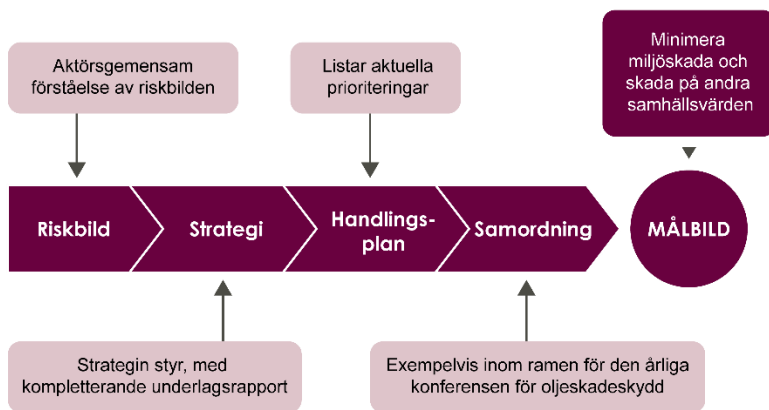 Aktörsgemensam
förståelse av riskbilden
Listar aktuella
prioriteringar
Minimera
miljöskada och
skada på andra
samhällsvärden
Riskbild
Strategi
Handlings-
plan
Samordning
MÅLBILD
Strategin styr, med
kompletterande underlagsrapport
Exempelvis inom ramen för den årliga
konferensen för oljeskadeskydd